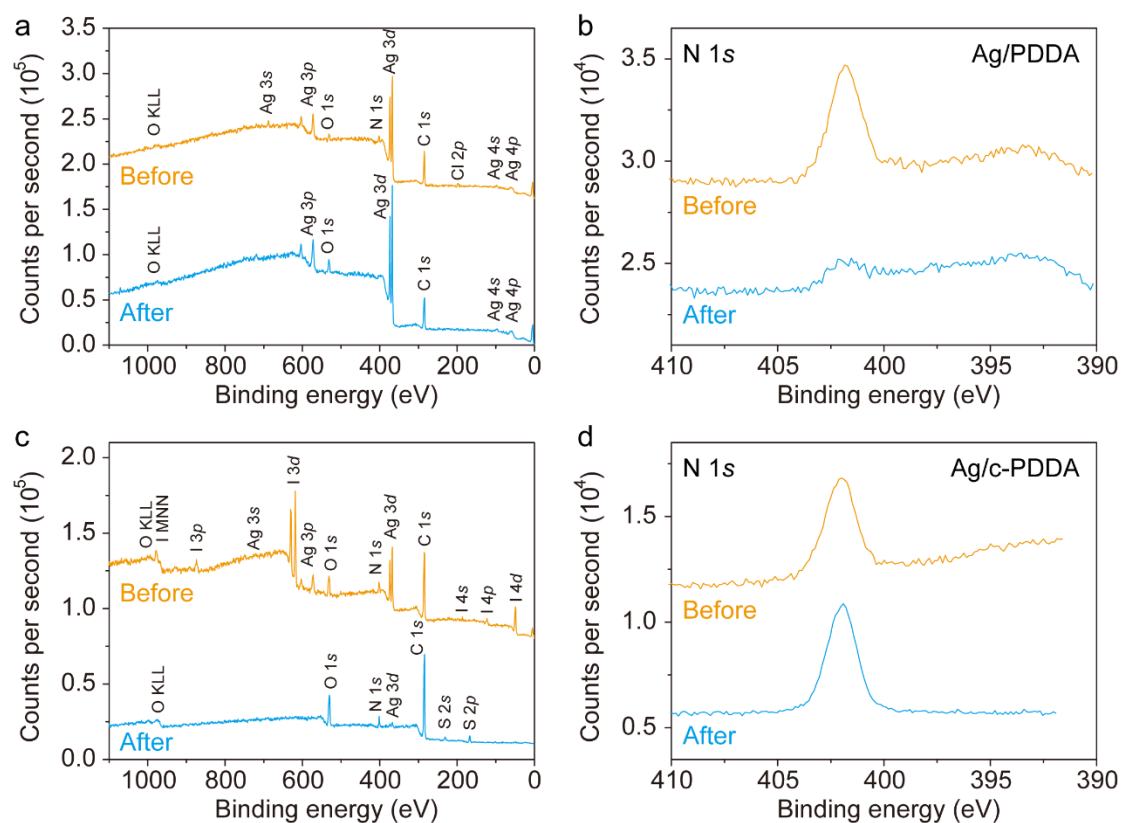 a
Counts per second (10⁵)
3.5
3.0
2.5
2.0
1.5
1.0
0.5
0.0
O KLL
Ag 3s
Ag 3p
O 1s
N 1s
Ag 3d
C 1s
Cl 2p
Ag 4s
Ag 4p
Before
O KLL
Ag 3p
O 1s
Ag 3d
C 1s
Ag 4s
Ag 4p
After
1000 800 600 400 200 0
Binding energy (eV)
b
N 1s Ag/PDDA
Counts per second (10⁴)
3.5
3.0
2.5
Before
After
410 405 400 395 390
Binding energy (eV)
c
Counts per second (10⁵)
2.0
1.5
1.0
0.5
0.0
O KLL
I MNN
I 3p
Ag 3s
I 3d
Ag 3p
O 1s
N 1s
Ag 3d
C 1s
I 4s
I 4p
I 4d
Before
O KLL
O 1s
N 1s
Ag 3d
C 1s
S 2s
S 2p
After
1000 800 600 400 200 0
Binding energy (eV)
d
N 1s Ag/c-PDDA
Counts per second (10⁴)
1.5
1.0
0.5
Before
After
410 405 400 395 390
Binding energy (eV)